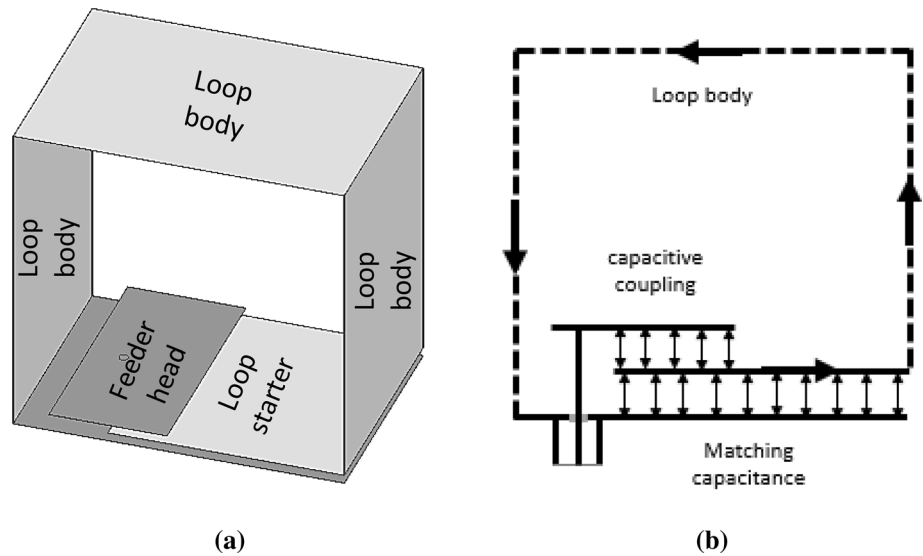 Loop
body
Loop
body
Loop
body
Feeder
head
Loop
starter
(a)
Loop body
capacitive
coupling
Matching
capacitance
(b)